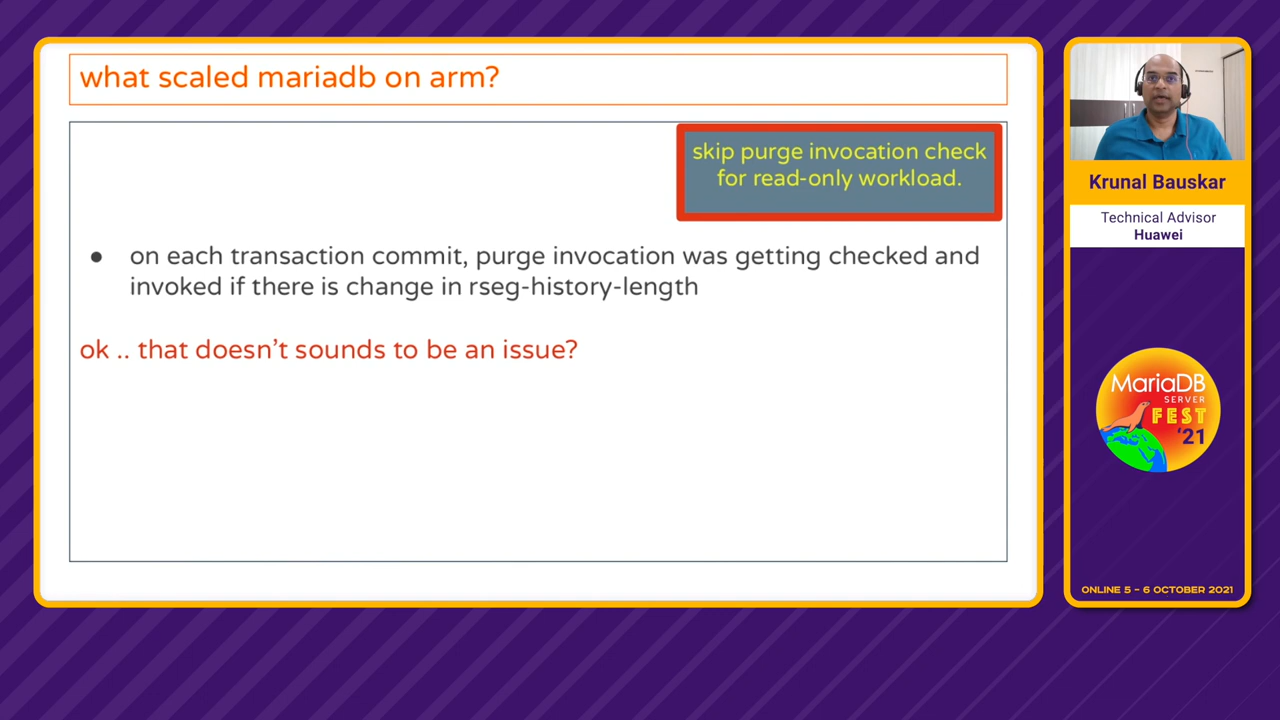 what scaled mariadb on arm?
skip purge invocation check
for read-only workload.
● on each transaction commit, purge invocation was getting checked and
invoked if there is change in rseg-history-length
ok .. that doesn't sounds to be an issue?
Krunal Bauskar
Technical Advisor
Huawei
MariaDB
SERVER
FEST
'21
ONLINE 5 - 6 OCTOBER 2021